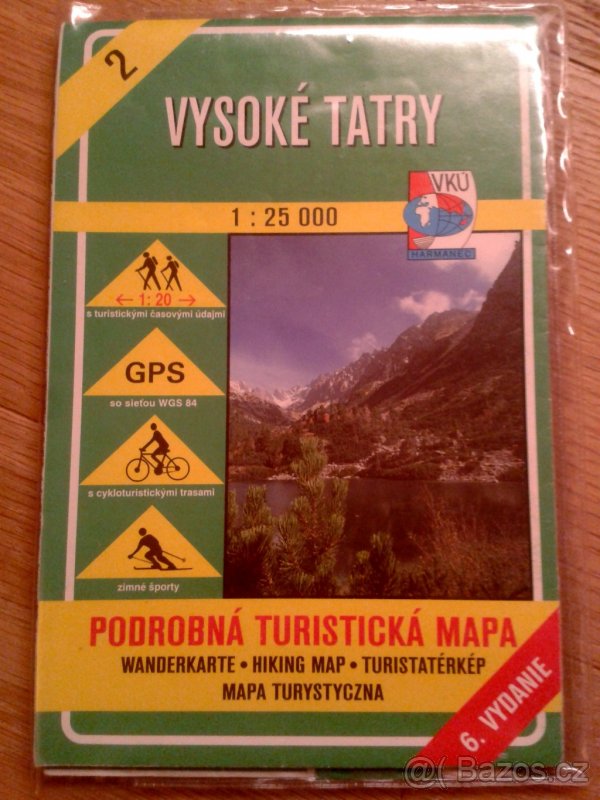 2
VYSOKÉ TATRY
VKÚ
HARMANEC
1 : 25 000
← 1: 20 →
s turistickými časovými údajmi
GPS
so sieťou WGS 84
s cykloturistickými trasami
zimné športy
PODROBNÁ TURISTICKÁ MAPA
WANDERKARTE • HIKING MAP • TURISTATÉRKÉP
MAPA TURYSTYCZNA
6. VYDANIE
@( Bazos.cz